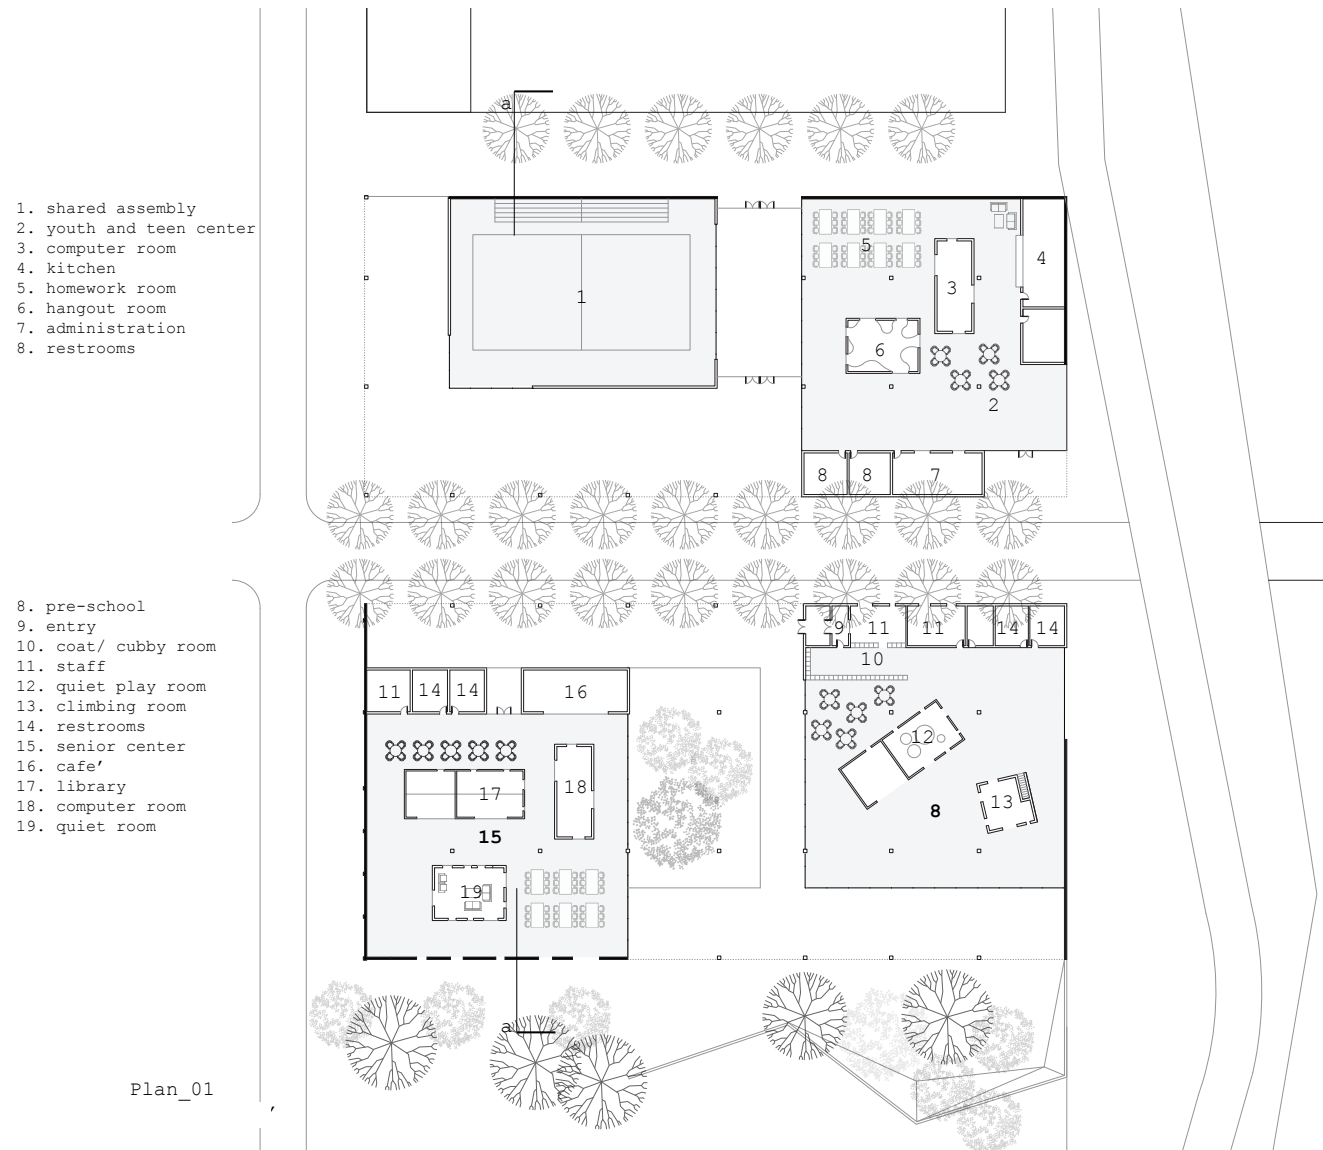 a
1. shared assembly
2. youth and teen center
3. computer room
4. kitchen
5. homework room
6. hangout room
7. administration
8. restrooms
5
4
3
1
6
2
8
8
7
8. pre-school
9. entry
10. coat/ cubby room
11. staff
12. quiet play room
13. climbing room
14. restrooms
15. senior center
16. cafe’
17. library
18. computer room
19. quiet room
9
11
11
14
14
10
11
14
14
16
12
18
17
13
8
15
19
a
Plan_01
’